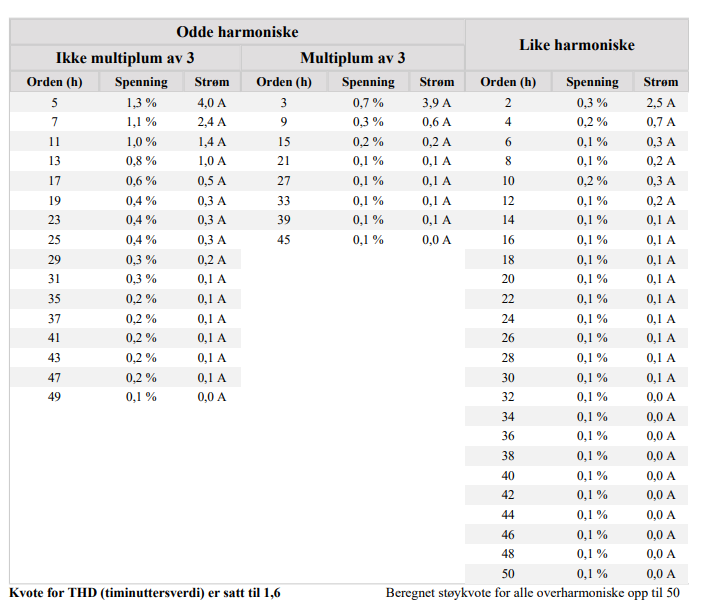 Odde harmoniske
Like harmoniske
Ikke multiplum av 3 Multiplum av 3
Orden (h) Spenning Strøm Orden (h) Spenning Strøm Orden (h) Spenning Strøm
5 1,3 % 4,0 A 3 0,7 % 3,9 A 2 0,3 % 2,5 A
7 1,1 % 2,4 A 9 0,3 % 0,6 A 4 0,2 % 0,7 A
11 1,0 % 1,4 A 15 0,2 % 0,2 A 6 0,1 % 0,3 A
13 0,8 % 1,0 A 21 0,1 % 0,1 A 8 0,1 % 0,2 A
17 0,6 % 0,5 A 27 0,1 % 0,1 A 10 0,2 % 0,3 A
19 0,4 % 0,3 A 33 0,1 % 0,1 A 12 0,1 % 0,2 A
23 0,4 % 0,3 A 39 0,1 % 0,1 A 14 0,1 % 0,1 A
25 0,4 % 0,3 A 45 0,1 % 0,0 A 16 0,1 % 0,1 A
29 0,3 % 0,2 A 18 0,1 % 0,1 A
31 0,3 % 0,1 A 20 0,1 % 0,1 A
35 0,2 % 0,1 A 22 0,1 % 0,1 A
37 0,2 % 0,1 A 24 0,1 % 0,1 A
41 0,2 % 0,1 A 26 0,1 % 0,1 A
43 0,2 % 0,1 A 28 0,1 % 0,1 A
47 0,2 % 0,1 A 30 0,1 % 0,1 A
49 0,1 % 0,0 A 32 0,1 % 0,0 A
34 0,1 % 0,0 A
36 0,1 % 0,0 A
38 0,1 % 0,0 A
40 0,1 % 0,0 A
42 0,1 % 0,0 A
44 0,1 % 0,0 A
46 0,1 % 0,0 A
48 0,1 % 0,0 A
50 0,1 % 0,0 A
Kvote for THD (timinuttersverdi) er satt til 1,6 Beregnet støykvote for alle overharmoniske opp til 50